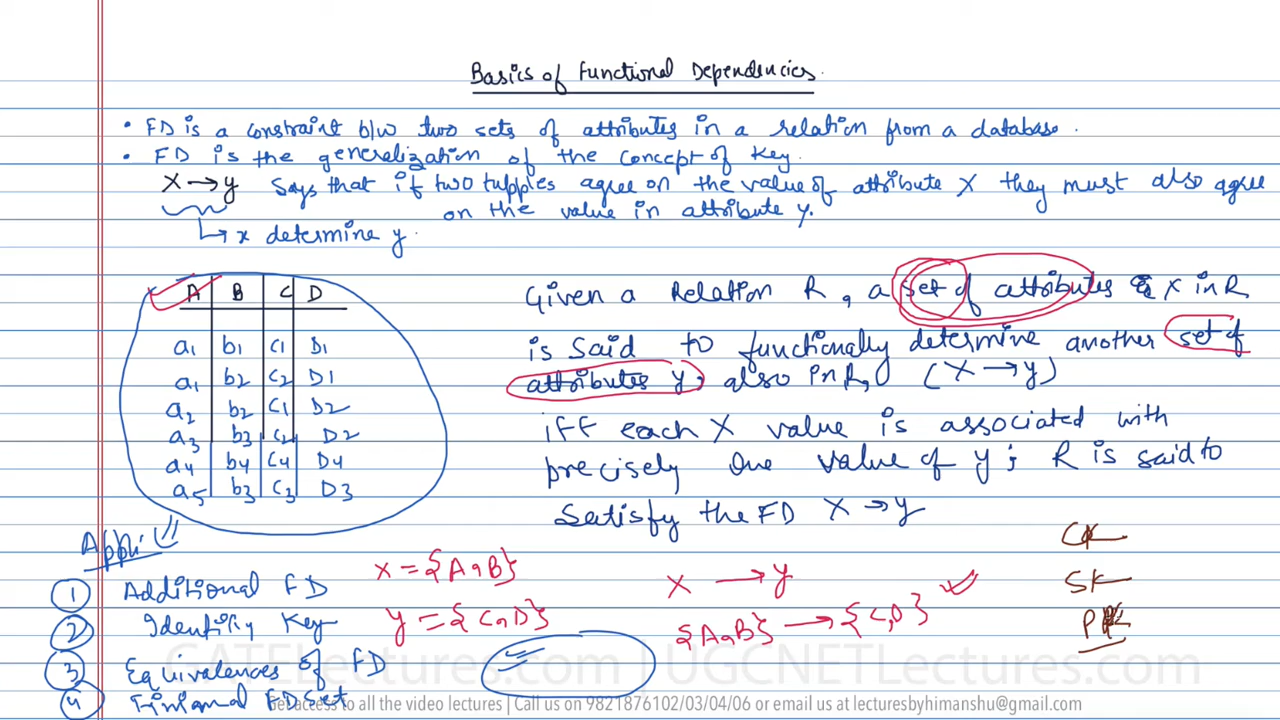 Basics of Functional Dependencies.
• FD is a constraint b/w two sets of attributes in a relation from a database.
• FD is the generalization of the concept of Key.
X → y Says that if two tupples agree on the value of attribute X they must also agree
on the value in attribute y.
↳ x determine y.
A B C D
a1 b1 C1 D1
a1 b2 C2 D1
a2 b2 C1 D2
a3 b3 C2 D2
a4 b4 C4 D4
a5 b3 C3 D3
Given a Relation R, a set of attributes X in R
is said to functionally determine another set of
attributes y, also in R, (X → y)
iff each X value is associated with
precisely one value of y; R is said to
Satisfy the FD X → y
Appli
1 Additional FD
2 Identify Key
3 Equivalences of FD
4 FD set
X = {A, B}
y = {C, D}
X → y
{A, B} → {C, D}
CK
SK
PK
GATELectures.com | UGCNETLectures.com
Get access to all the video lectures | Call us on 9821876102/03/04/06 or email us at lecturesbyhimanshu@gmail.com